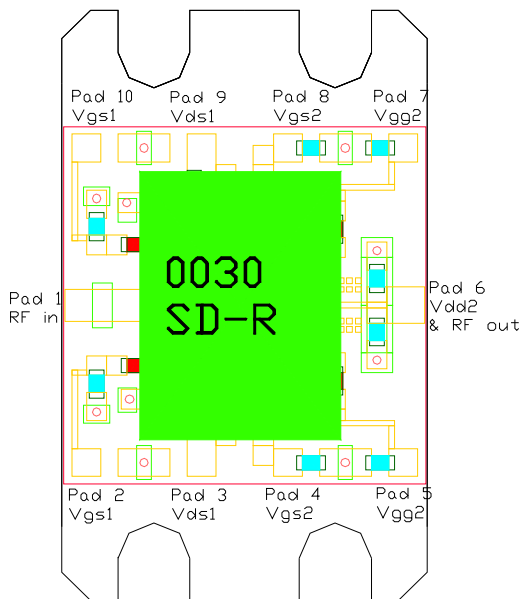 Pad 10
Vgs1
Pad 9
Vds1
Pad 8
Vgs2
Pad 7
Vgg2
0030
SD-R
Pad 1
RF in
Pad 6
Vdd2
& RF out
Pad 2
Vgs1
Pad 3
Vds1
Pad 4
Vgs2
Pad 5
Vgg2